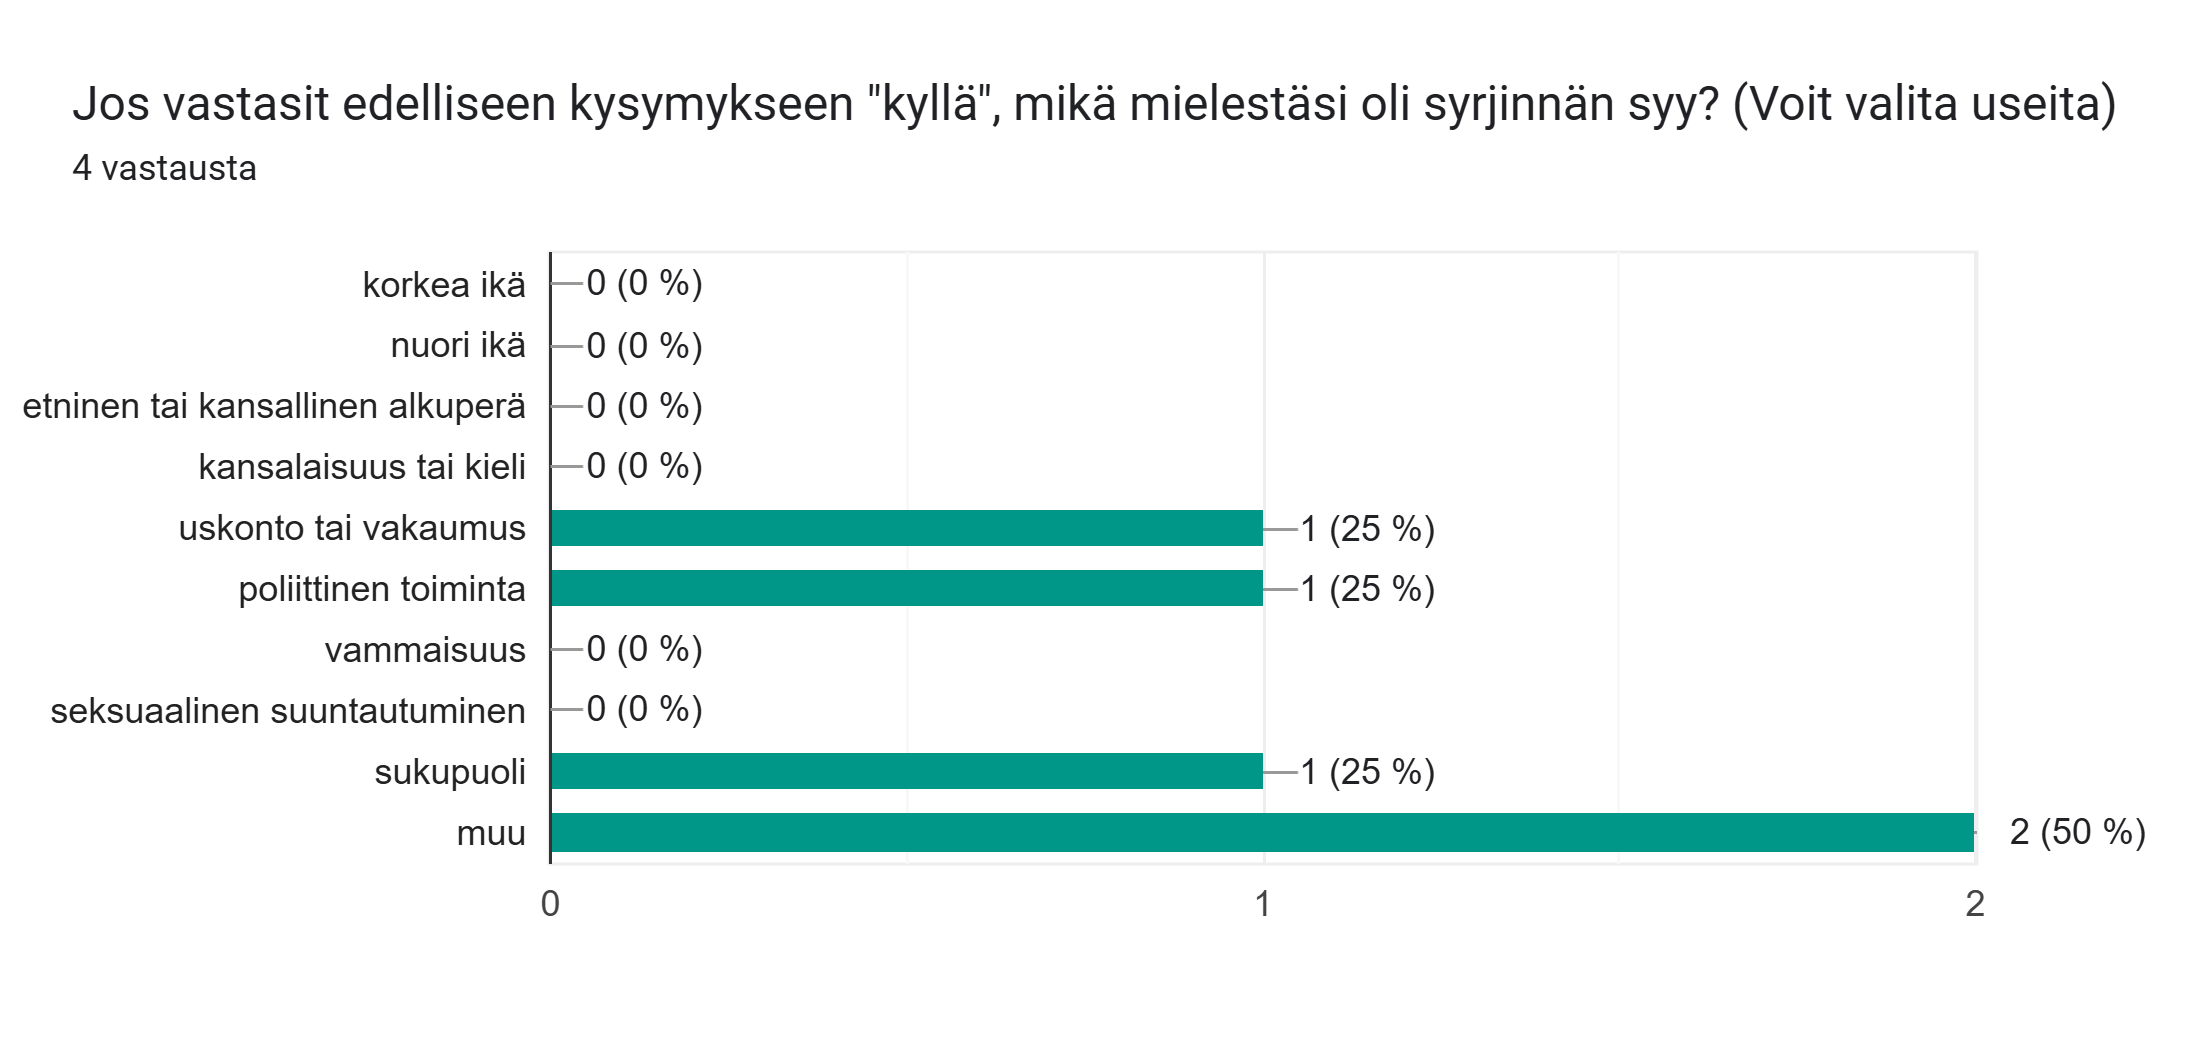 Jos vastasit edelliseen kysymykseen "kyllä", mikä mielestäsi oli syrjinnän syy? (Voit valita useita)
4 vastausta
korkea ikä 0 (0 %)
nuori ikä 0 (0 %)
etninen tai kansallinen alkuperä 0 (0 %)
kansalaisuus tai kieli 0 (0 %)
uskonto tai vakaumus 1 (25 %)
poliittinen toiminta 1 (25 %)
vammaisuus 0 (0 %)
seksuaalinen suuntautuminen 0 (0 %)
sukupuoli 1 (25 %)
muu 2 (50 %)
0 1 2